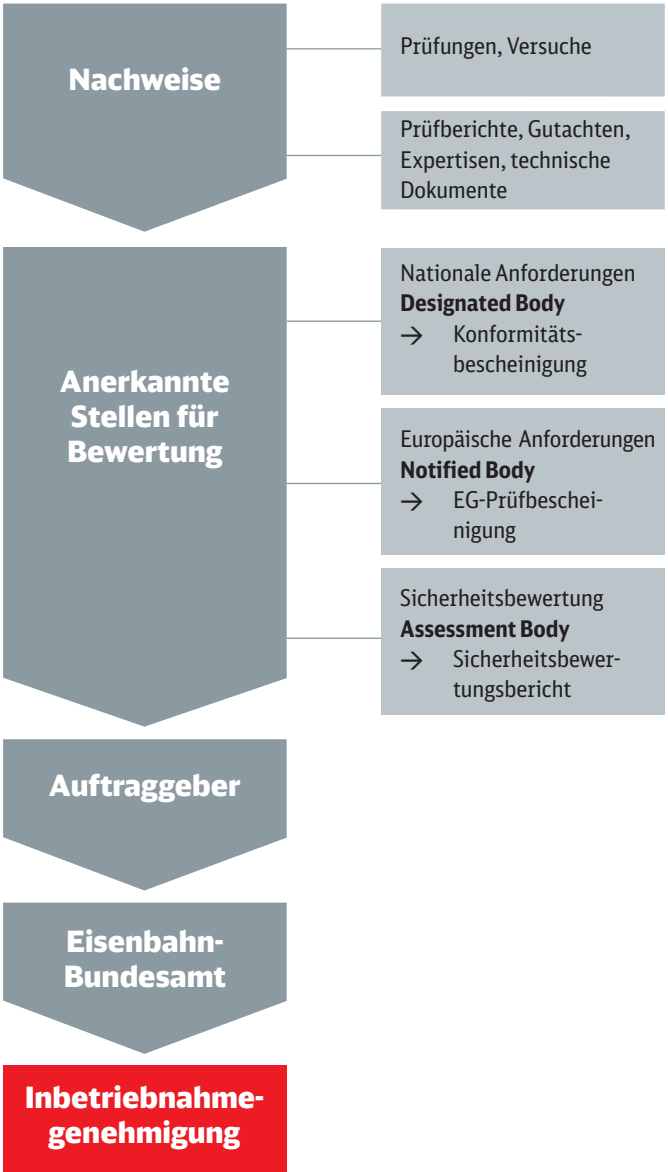 Nachweise
Prüfungen, Versuche
Prüfberichte, Gutachten,
Expertisen, technische
Dokumente
Anerkannte
Stellen für
Bewertung
Nationale Anforderungen
Designated Body
→ Konformitäts-
bescheinigung
Europäische Anforderungen
Notified Body
→ EG-Prüfbeschei-
nigung
Sicherheitsbewertung
Assessment Body
→ Sicherheitsbewer-
tungsbericht
Auftraggeber
Eisenbahn-
Bundesamt
Inbetriebnahme-
genehmigung